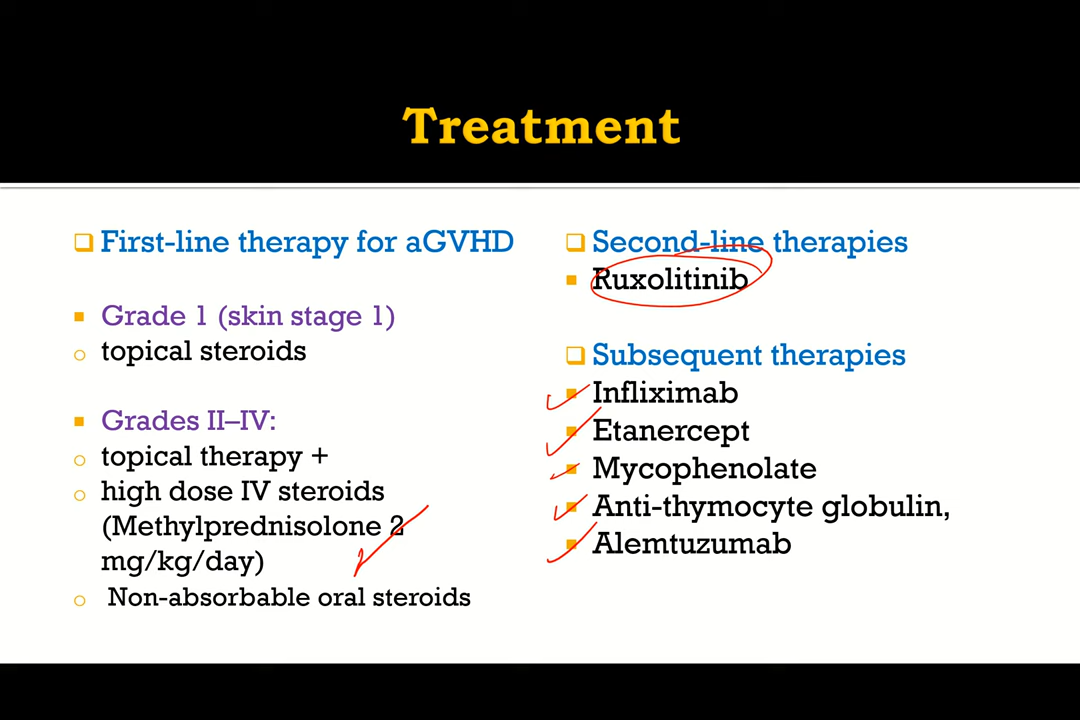 Treatment
First-line therapy for aGVHD
Grade 1 (skin stage 1)
topical steroids
Grades II–IV:
topical therapy +
high dose IV steroids
(Methylprednisolone 2
mg/kg/day)
Non-absorbable oral steroids
Second-line therapies
Ruxolitinib
Subsequent therapies
Infliximab
Etanercept
Mycophenolate
Anti-thymocyte globulin,
Alemtuzumab